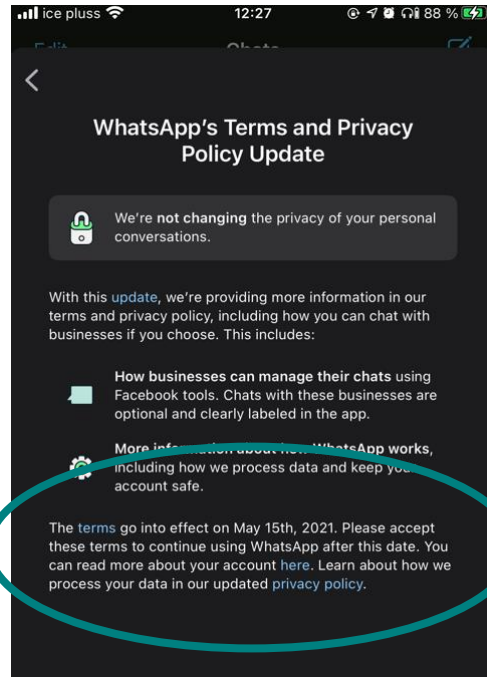 ice pluss 12:27 88 %
WhatsApp's Terms and Privacy
Policy Update
We're not changing the privacy of your personal
conversations.
With this update, we're providing more information in our
terms and privacy policy, including how you can chat with
businesses if you choose. This includes:
How businesses can manage their chats using
Facebook tools. Chats with these businesses are
optional and clearly labeled in the app.
More information about how WhatsApp works,
including how we process data and keep your
account safe.
The terms go into effect on May 15th, 2021. Please accept
these terms to continue using WhatsApp after this date. You
can read more about your account here. Learn about how we
process your data in our updated privacy policy.